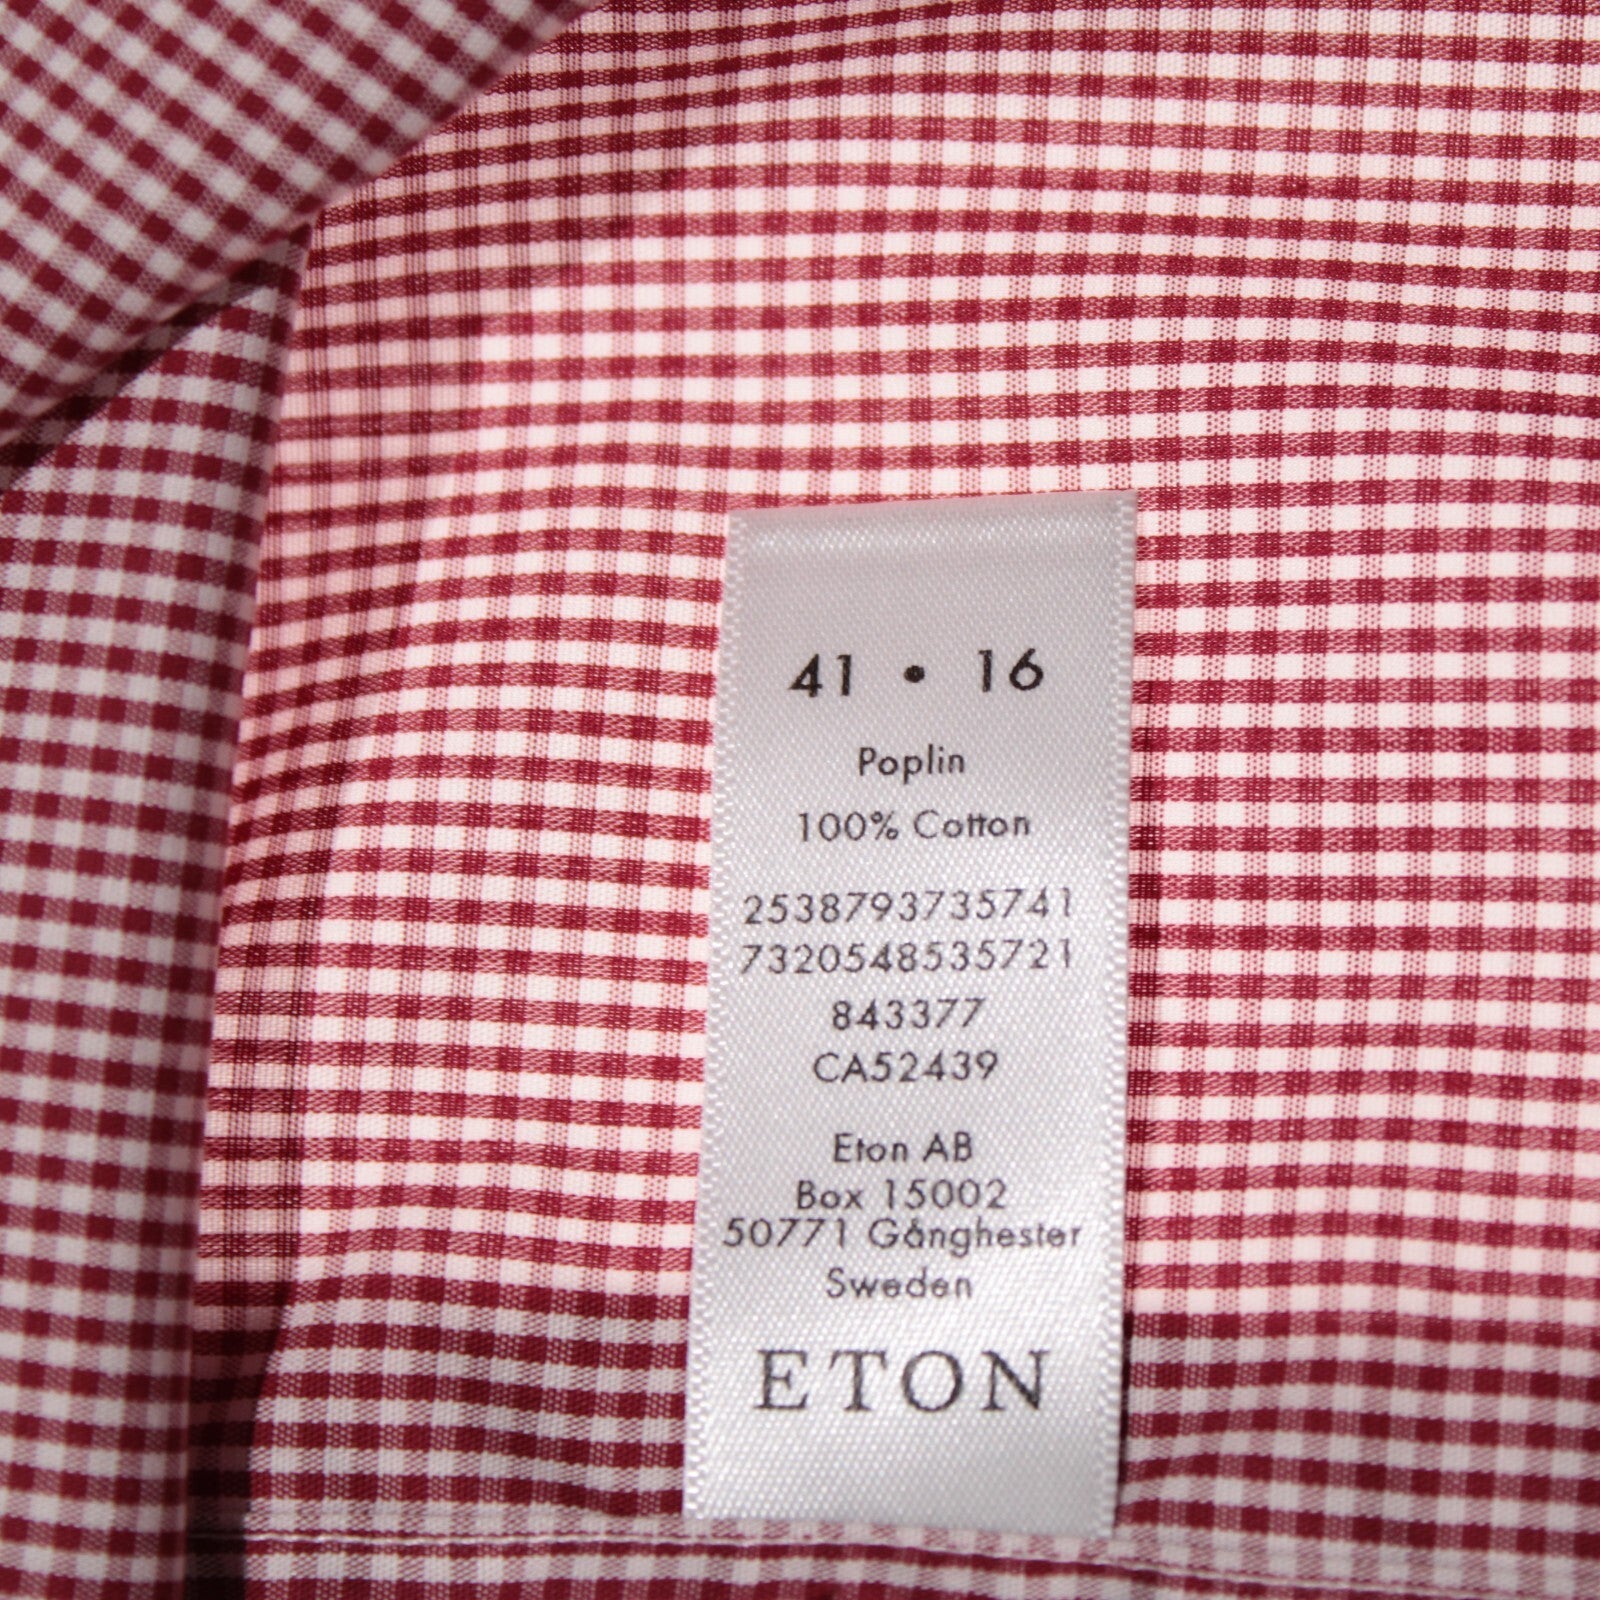 41 • 16
Poplin
100% Cotton
2538793735741
7320548535721
843377
CA52439
Eton AB
Box 15002
50771 Gånghester
Sweden
ETON